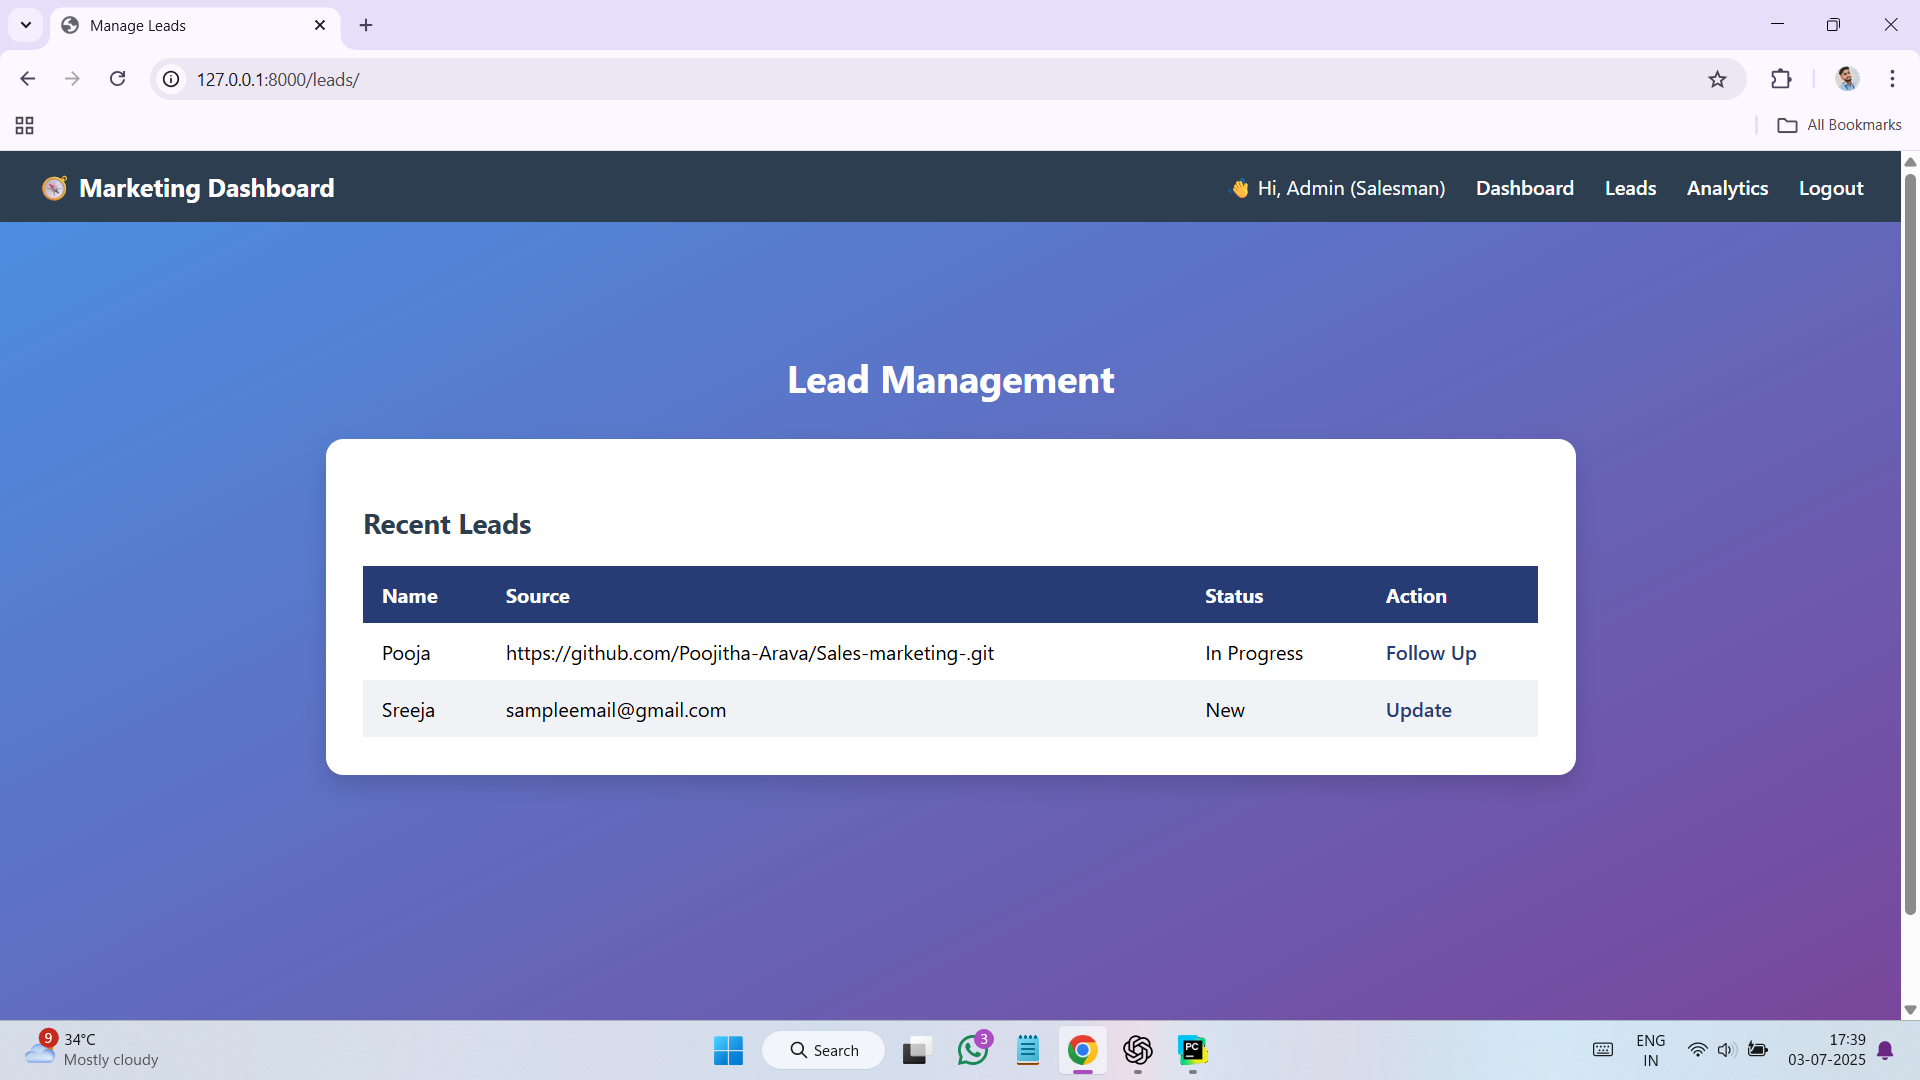 Manage Leads
127.0.0.1:8000/leads/
All Bookmarks
Marketing Dashboard
Hi, Admin (Salesman) Dashboard Leads Analytics Logout
Lead Management
Recent Leads
Name Source Status Action
Pooja https://github.com/Poojitha-Arava/Sales-marketing-.git In Progress Follow Up
Sreeja sampleemail@gmail.com New Update
9
34°C
Mostly cloudy
Search
3
PC
ENG
IN
17:39
03-07-2025